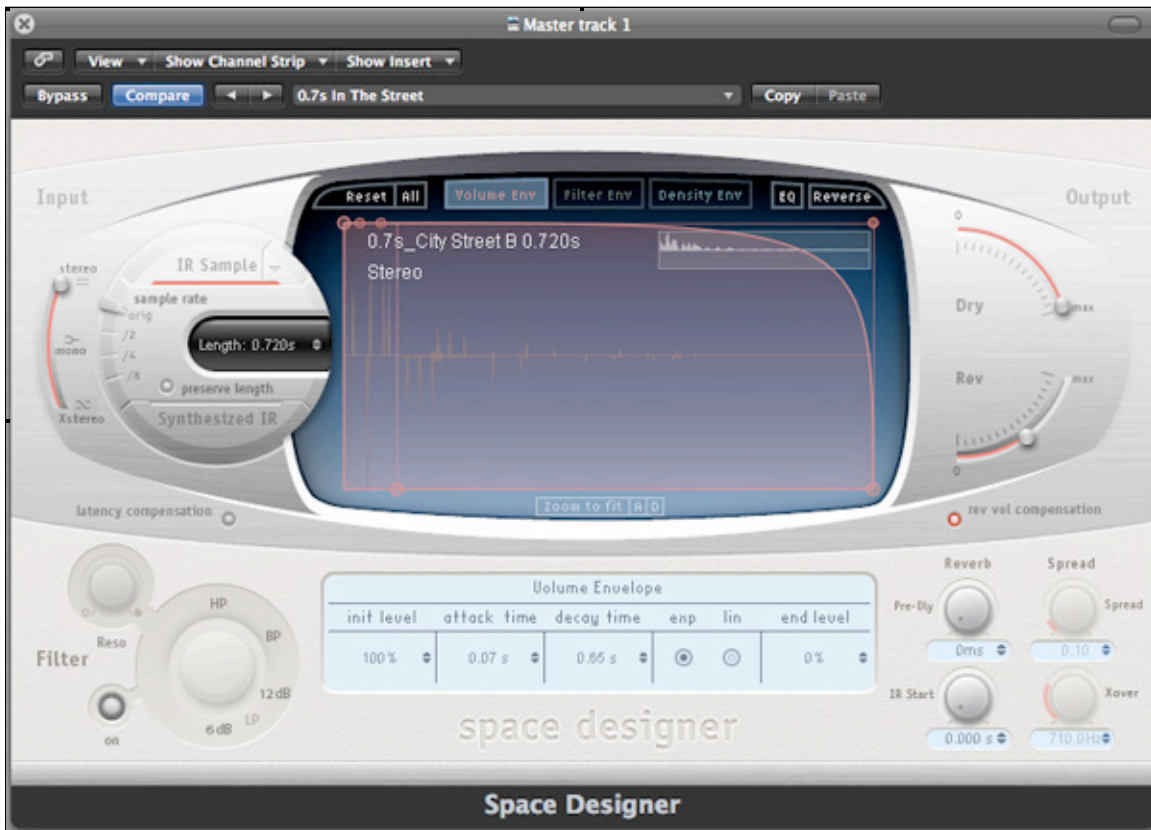 Master track 1
View Show Channel Strip Show Insert
Bypass Compare 0.7s In The Street Copy Paste
Input
Output
Reset All Volume Env Filter Env Density Env EQ Reverse
0.7s_City Street B 0.720s
Stereo
stereo
mono
Xstereo
IR Sample
sample rate
orig
/2
/4
/8
Length: 0.720s
preserve length
Synthesized IR
0
Dry
max
Rev
max
0
Zoom to fit A D
latency compensation
rev vol compensation
Filter
Reso
on
HP
BP
12dB
LP
6dB
Volume Envelope
init level attack time decay time exp lin end level
100% 0.07 s 0.65 s 0%
Reverb Spread
Pre-Dly Spread
0ms 0.10
IR Start Xover
0.000 s 710.0Hz
space designer
Space Designer